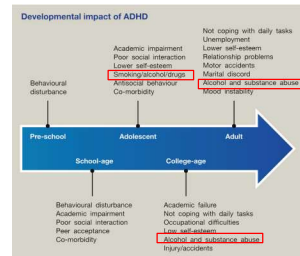 Developmental impact of ADHD
Not coping with daily tasks
Unemployment
Lower self-esteem
Relationship problems
Motor accidents
Marital discord
Alcohol and substance abuse
Mood instability
Academic impairment
Poor social interaction
Lower self-esteem
Smoking/alcohol/drugs
Antisocial behaviour
Co-morbidity
Behavioural
disturbance
Pre-school
Adolescent
Adult
School-age
College-age
Behavioural disturbance
Academic impairment
Poor social interaction
Peer acceptance
Co-morbidity
Academic failure
Not coping with daily tasks
Occupational difficulties
Low self-esteem
Alcohol and substance abuse
Injury/accidents